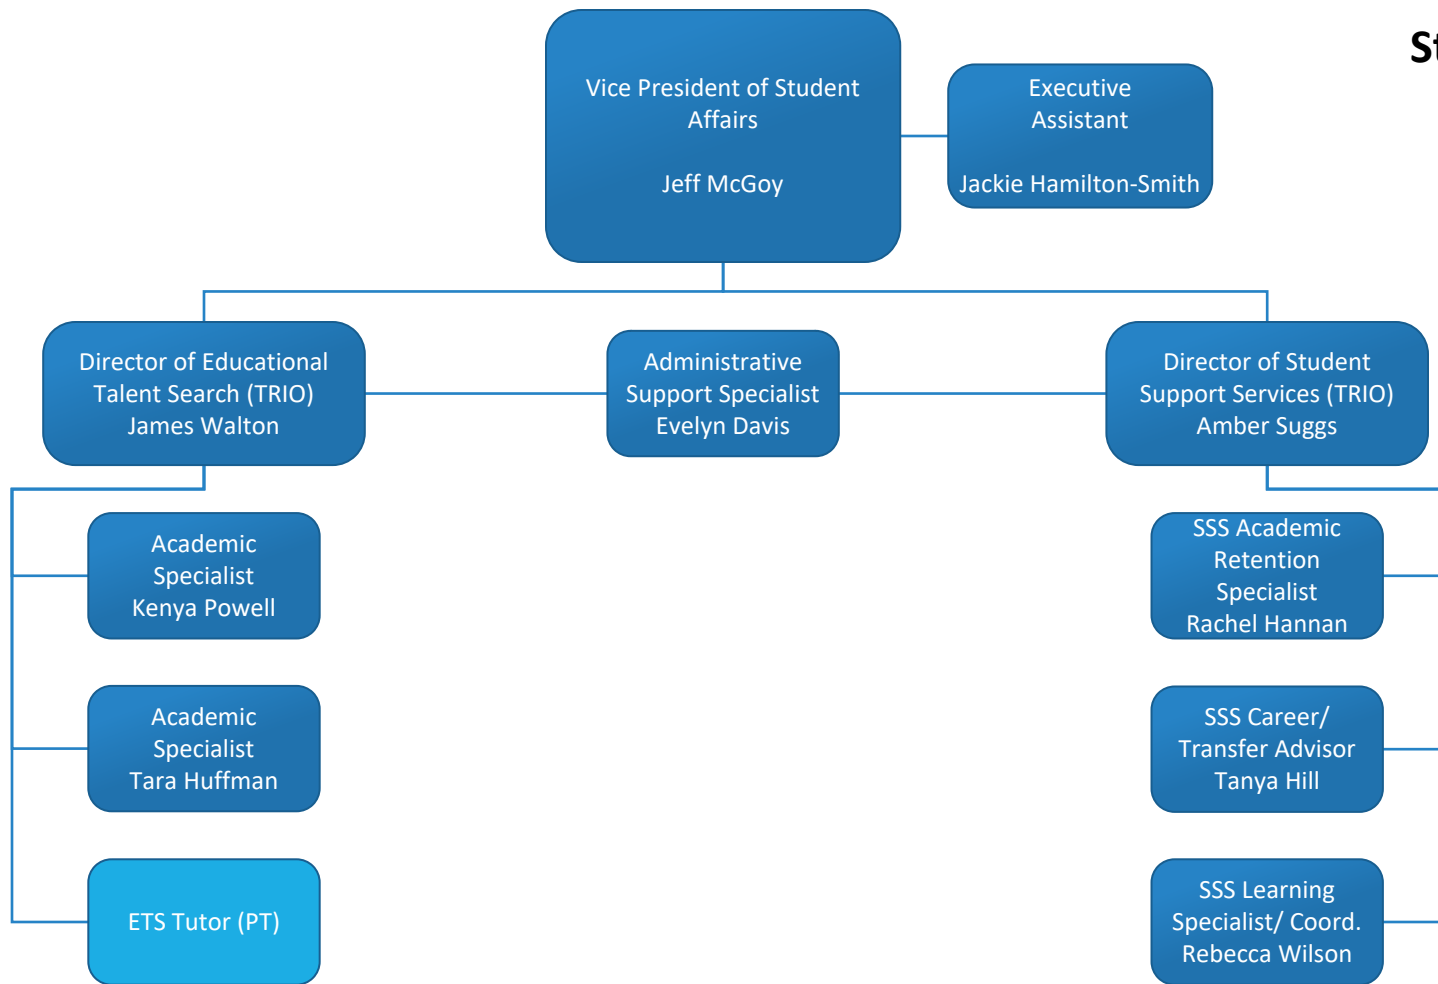 St
Vice President of Student
Affairs
Jeff McGoy
Executive
Assistant
Jackie Hamilton-Smith
Director of Educational
Talent Search (TRIO)
James Walton
Administrative
Support Specialist
Evelyn Davis
Director of Student
Support Services (TRIO)
Amber Suggs
Academic
Specialist
Kenya Powell
SSS Academic
Retention
Specialist
Rachel Hannan
Academic
Specialist
Tara Huffman
SSS Career/
Transfer Advisor
Tanya Hill
ETS Tutor (PT)
SSS Learning
Specialist/ Coord.
Rebecca Wilson